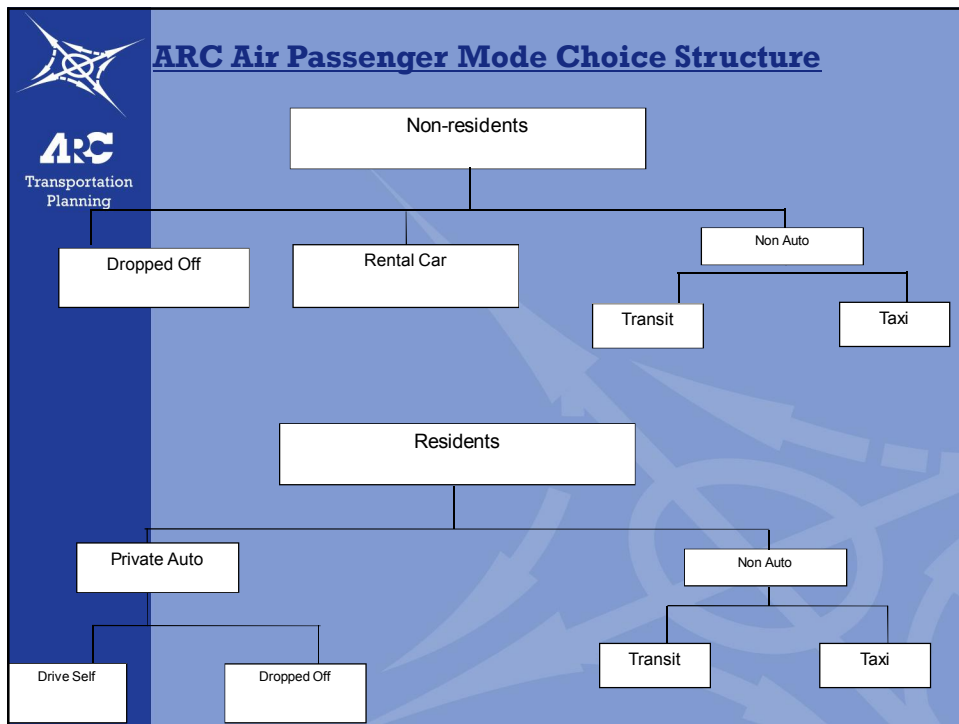 ARC Air Passenger Mode Choice Structure
ARC
Transportation
Planning
Non-residents
Dropped Off
Rental Car
Non Auto
Transit
Taxi
Residents
Private Auto
Non Auto
Drive Self
Dropped Off
Transit
Taxi